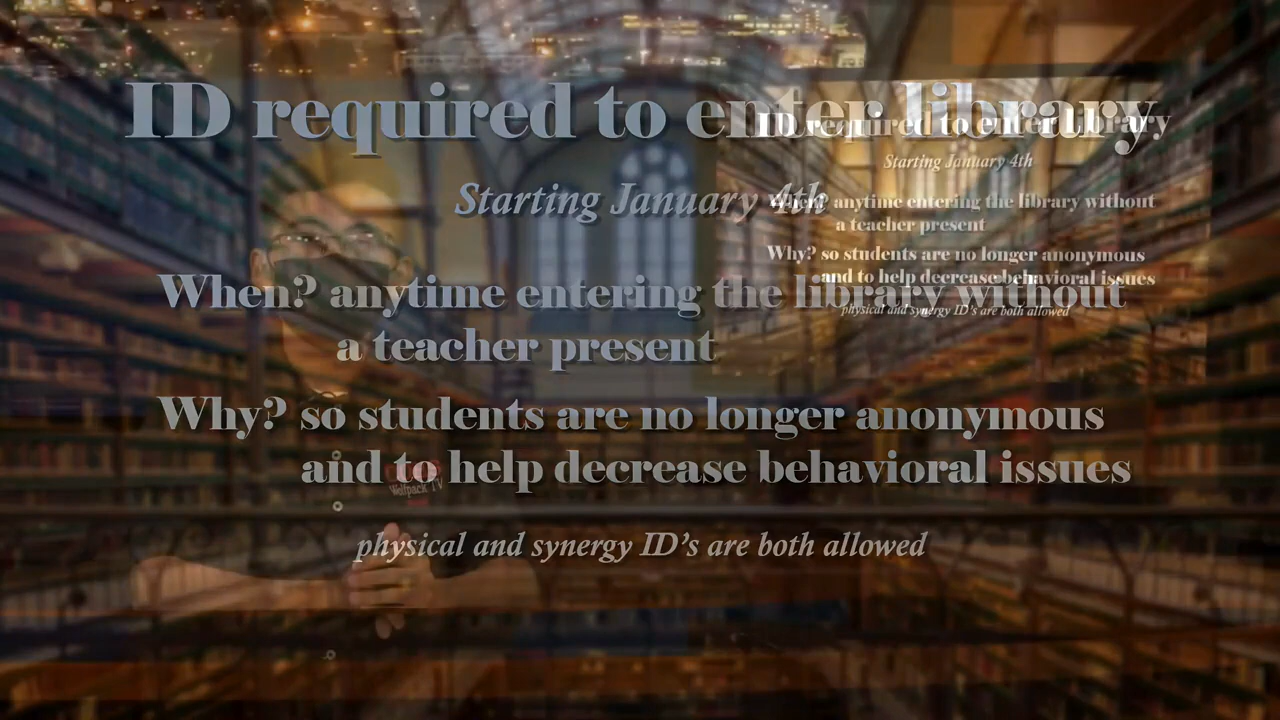 ID required to enter library
Starting January 4th
When? anytime entering the library without
a teacher present
Why? so students are no longer anonymous
and to help decrease behavioral issues
physical and synergy ID's are both allowed
ID required to enter library
Starting January 4th
When? anytime entering the library without
a teacher present
Why? so students are no longer anonymous
and to help decrease behavioral issues
physical and synergy ID's are both allowed
Wolfpack TV